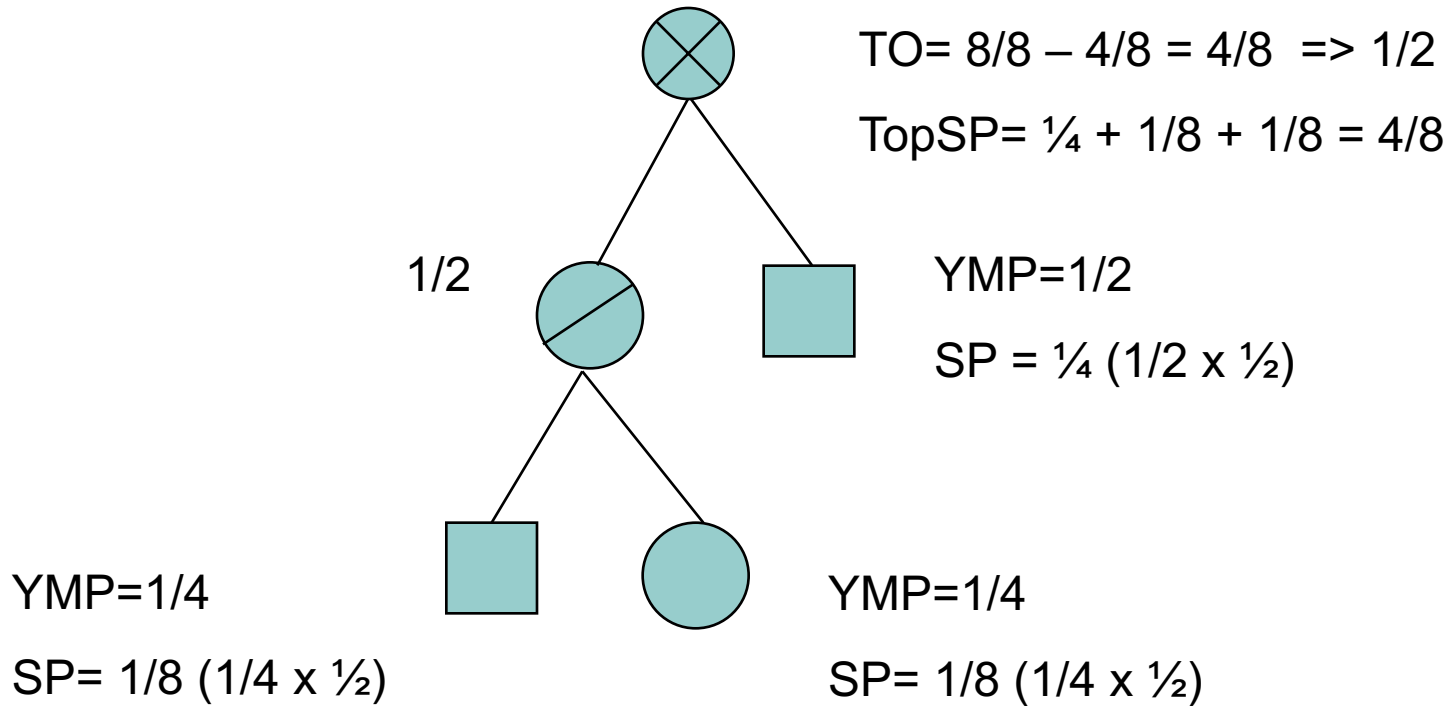 TO= 8/8 – 4/8 = 4/8 => 1/2
TopSP= ¼ + 1/8 + 1/8 = 4/8
1/2
YMP=1/2
SP = ¼ (1/2 x ½)
YMP=1/4
SP= 1/8 (1/4 x ½)
YMP=1/4
SP= 1/8 (1/4 x ½)